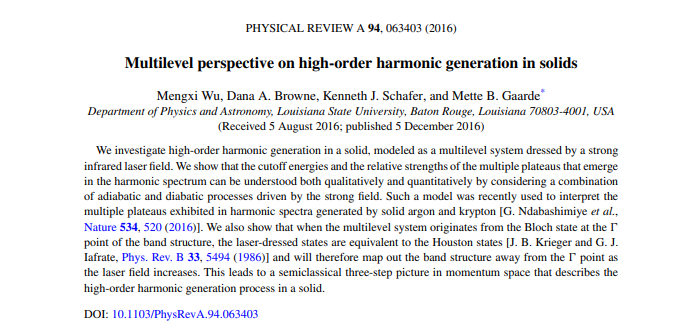 PHYSICAL REVIEW A 94, 063403 (2016)
Multilevel perspective on high-order harmonic generation in solids
Mengxi Wu, Dana A. Browne, Kenneth J. Schafer, and Mette B. Gaarde*
Department of Physics and Astronomy, Louisiana State University, Baton Rouge, Louisiana 70803-4001, USA
(Received 5 August 2016; published 5 December 2016)
We investigate high-order harmonic generation in a solid, modeled as a multilevel system dressed by a strong
infrared laser field. We show that the cutoff energies and the relative strengths of the multiple plateaus that emerge
in the harmonic spectrum can be understood both qualitatively and quantitatively by considering a combination
of adiabatic and diabatic processes driven by the strong field. Such a model was recently used to interpret the
multiple plateaus exhibited in harmonic spectra generated by solid argon and krypton [G. Ndabashimiye et al.,
Nature 534, 520 (2016)]. We also show that when the multilevel system originates from the Bloch state at the Γ
point of the band structure, the laser-dressed states are equivalent to the Houston states [J. B. Krieger and G. J.
Iafrate, Phys. Rev. B 33, 5494 (1986)] and will therefore map out the band structure away from the Γ point as
the laser field increases. This leads to a semiclassical three-step picture in momentum space that describes the
high-order harmonic generation process in a solid.
DOI: 10.1103/PhysRevA.94.063403